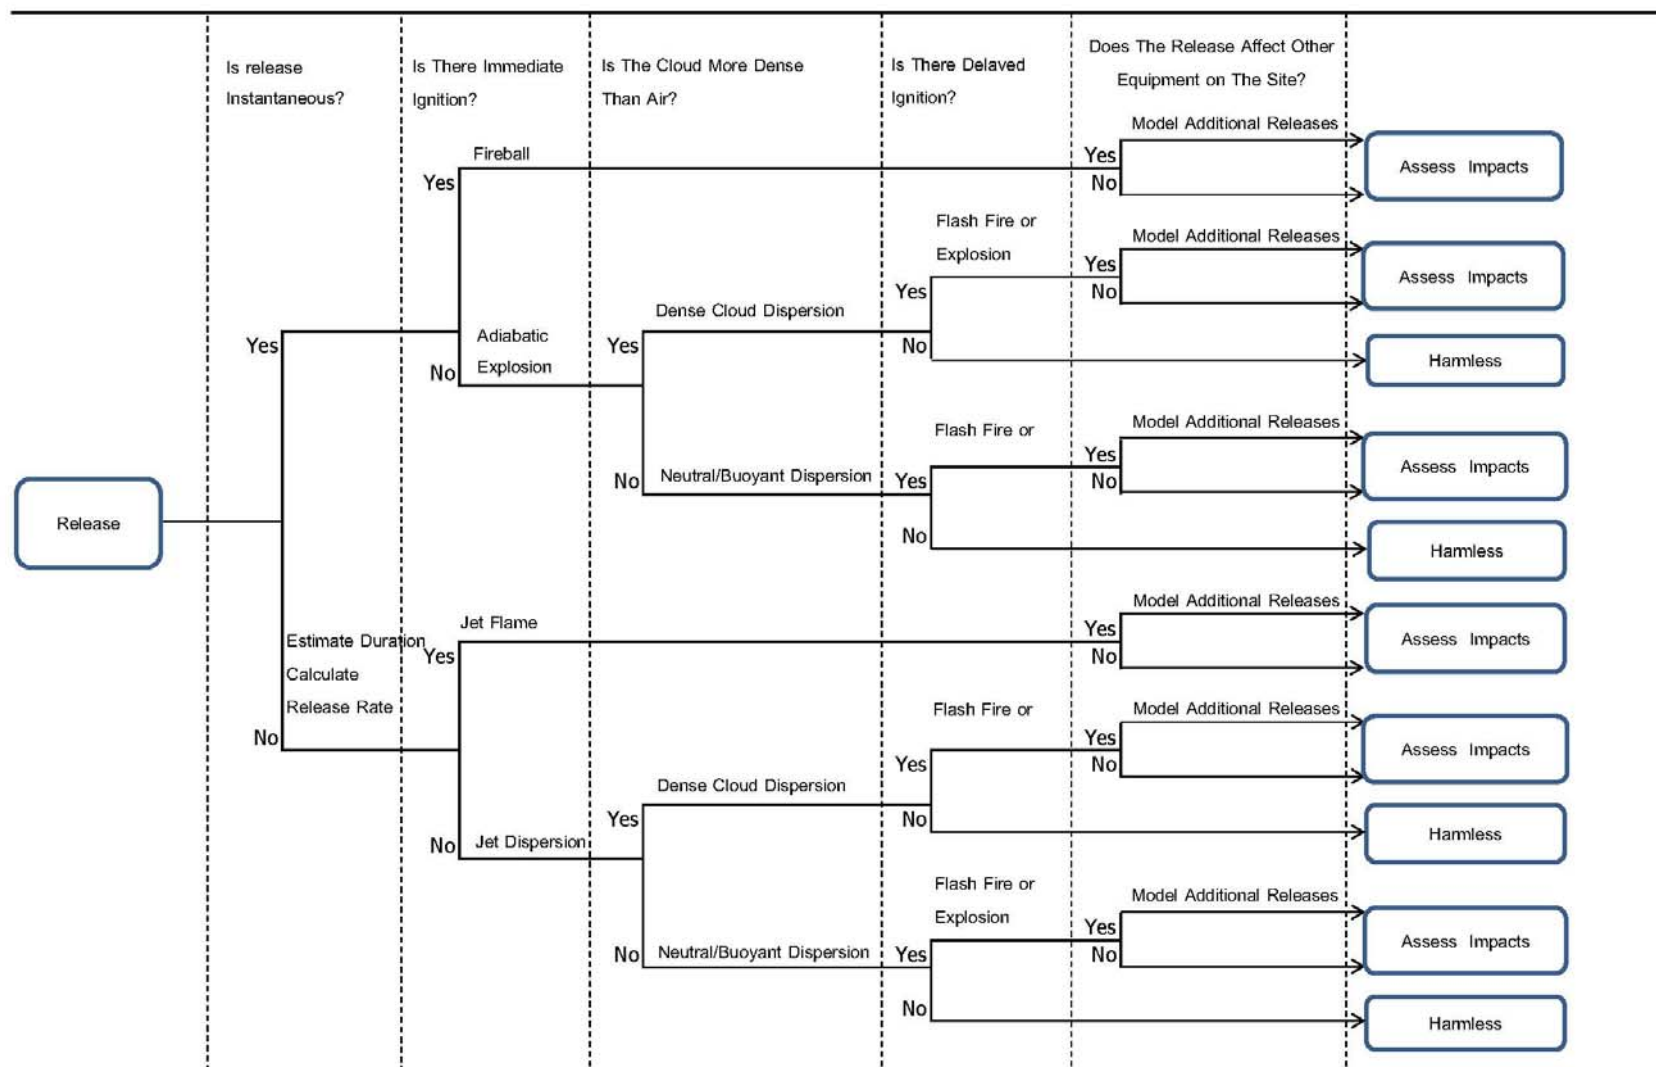 Is release
Instantaneous?
Is There Immediate
Ignition?
Is The Cloud More Dense
Than Air?
Is There Delaved
Ignition?
Does The Release Affect Other
Equipment on The Site?
Model Additional Releases
Fireball
Yes
Yes
No
Assess Impacts
Flash Fire or
Explosion
Model Additional Releases
Yes
Yes
No
Assess Impacts
Dense Cloud Dispersion
Yes
Adiabatic
Explosion
Yes
No
No
Harmless
Flash Fire or
Model Additional Releases
Yes
No
Neutral/Buoyant Dispersion
No
Yes
Assess Impacts
No
Harmless
Release
Model Additional Releases
Jet Flame
Yes
No
Assess Impacts
Estimate Duration
Calculate
Release Rate
Yes
No
Flash Fire or
Model Additional Releases
Yes
No
Yes
Assess Impacts
Dense Cloud Dispersion
Yes
No
Harmless
No
Jet Dispersion
Flash Fire or
Explosion
Model Additional Releases
Yes
No
Assess Impacts
No
Neutral/Buoyant Dispersion
Yes
No
Harmless